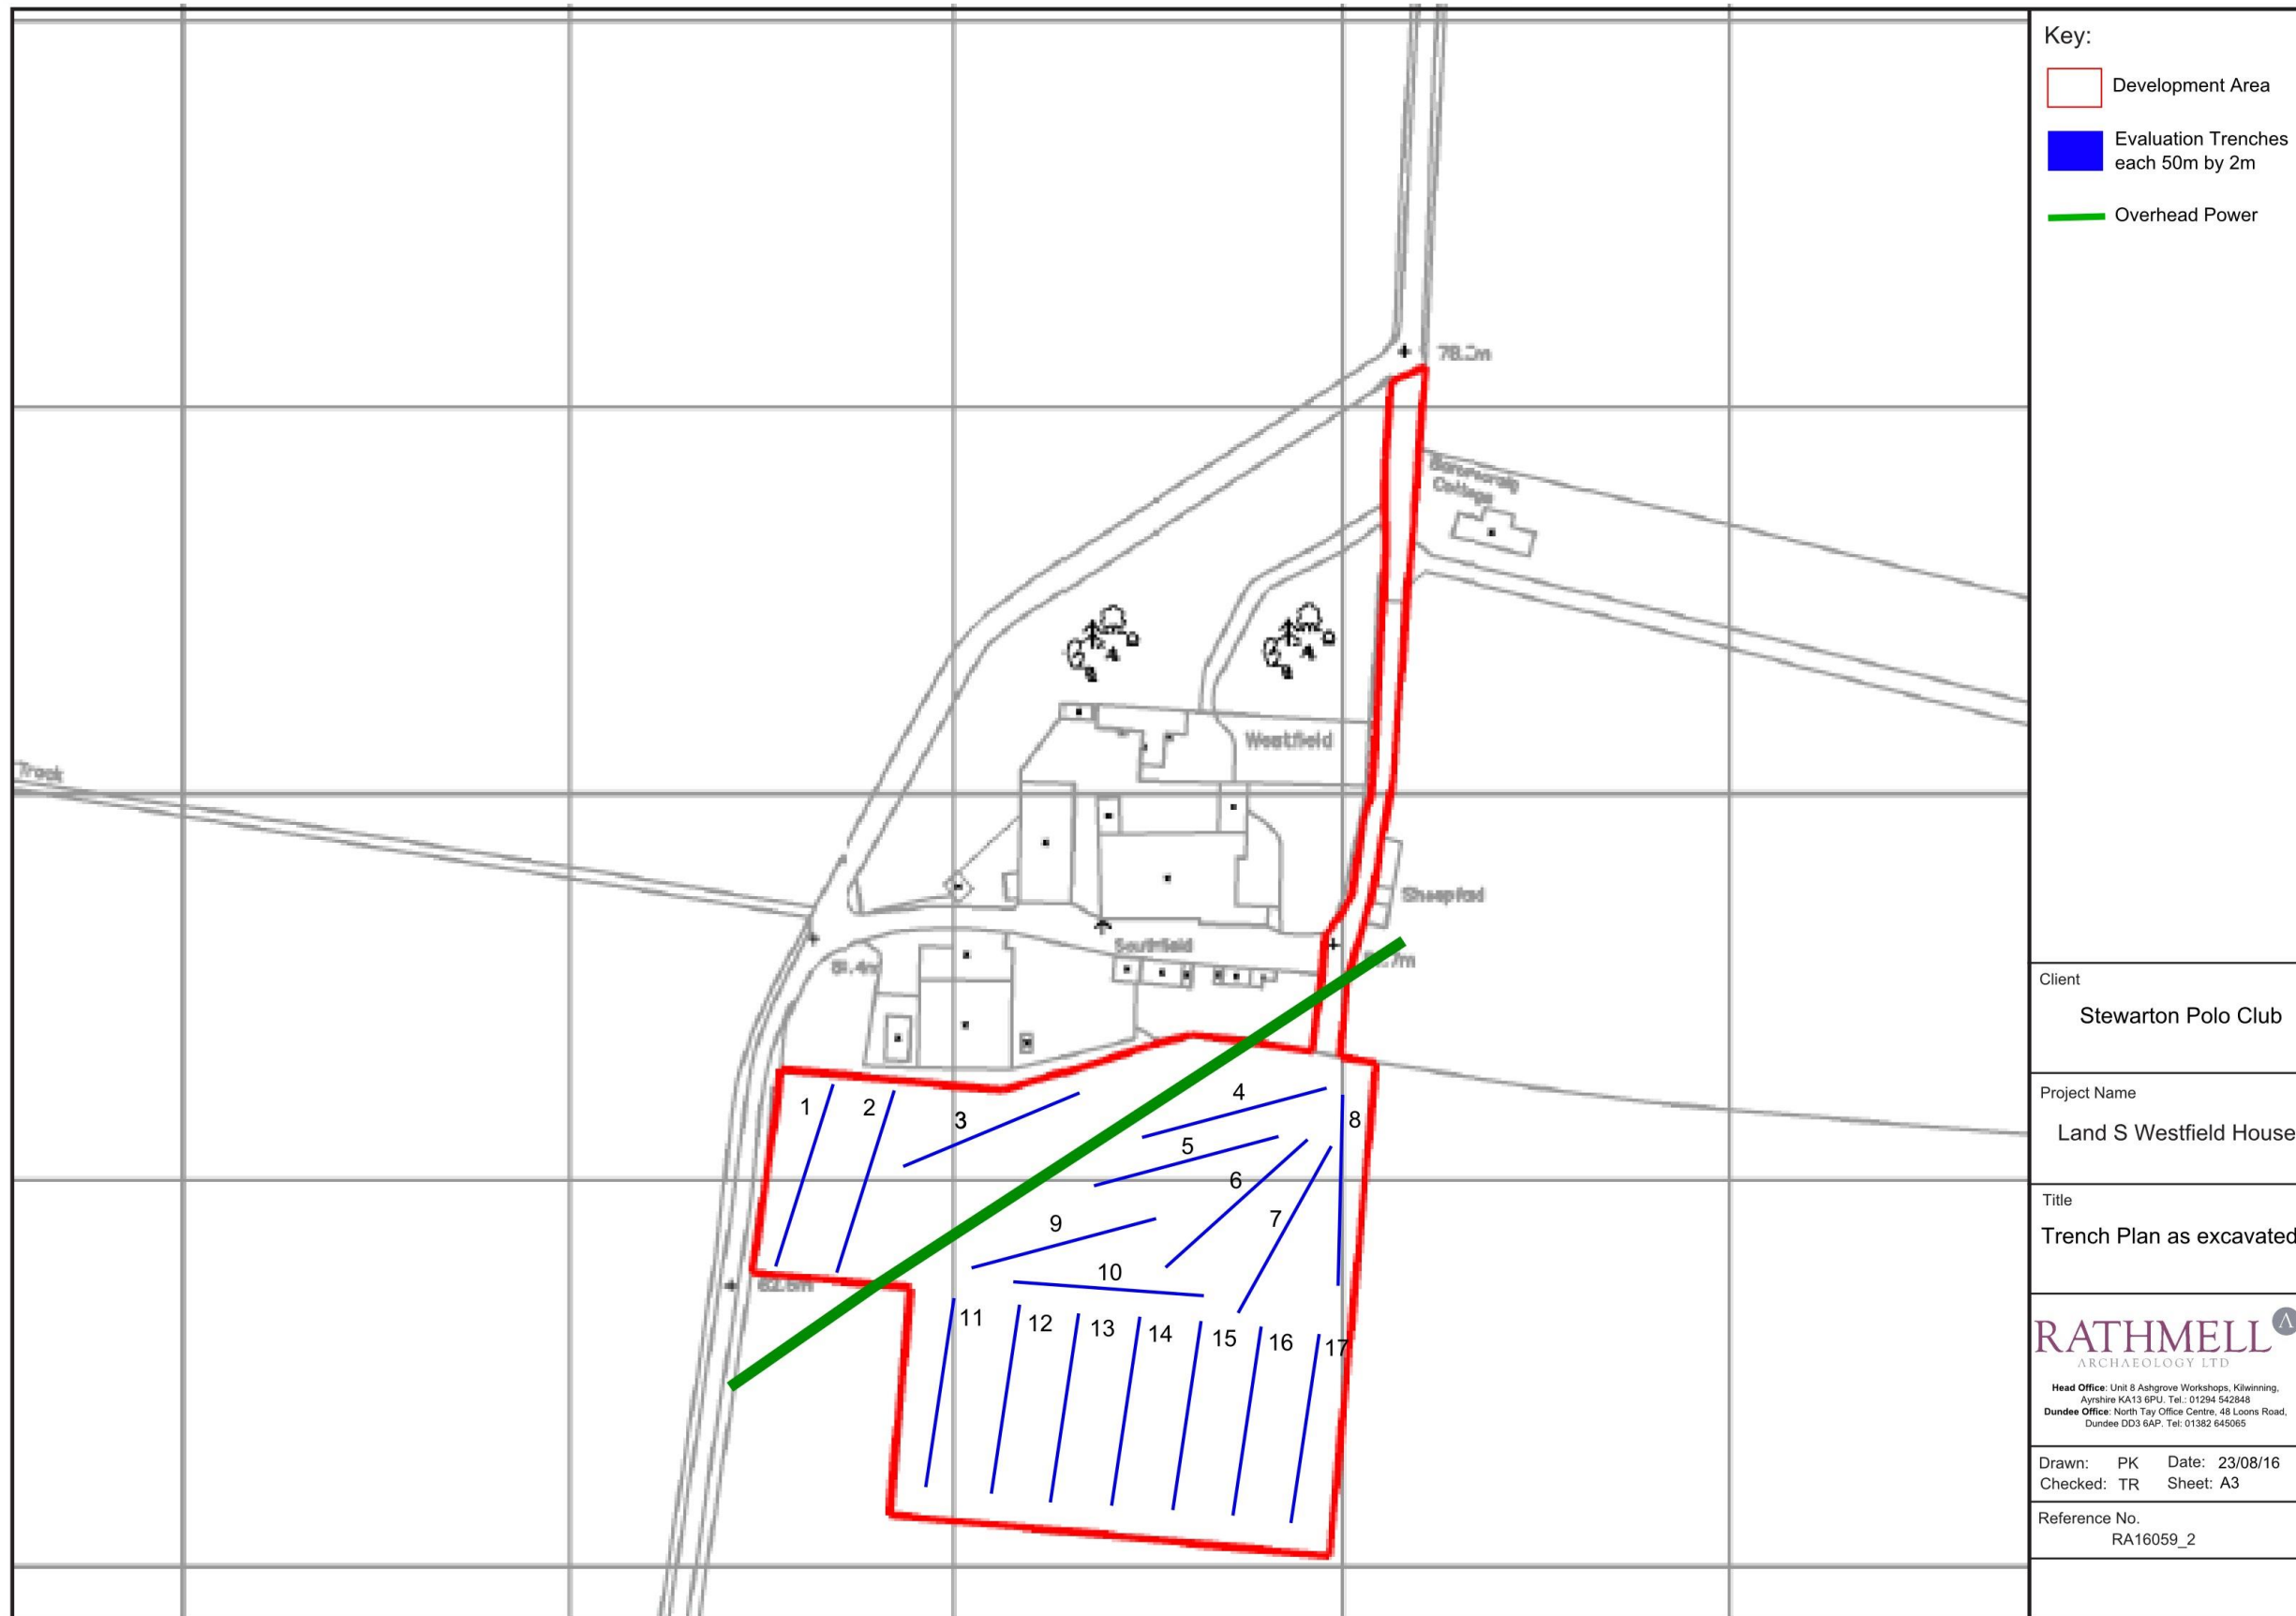 Track
Westfield
Southfield
Sheepfold
Cottage
1
2
3
4
5
6
7
8
9
10
11
12
13
14
15
16
17
Key:
Development Area
Evaluation Trenches
each 50m by 2m
Overhead Power
Client
Stewarton Polo Club
Project Name
Land S Westfield House
Title
Trench Plan as excavated
RATHMELL
ARCHAEOLOGY LTD
Head Office: Unit 8 Ashgrove Workshops, Kilwinning,
Ayrshire KA13 6PU. Tel.: 01294 542848
Dundee Office: North Tay Office Centre, 48 Loons Road,
Dundee DD3 6AP. Tel: 01382 645065
Drawn: PK Date: 23/08/16
Checked: TR Sheet: A3
Reference No.
RA16059_2